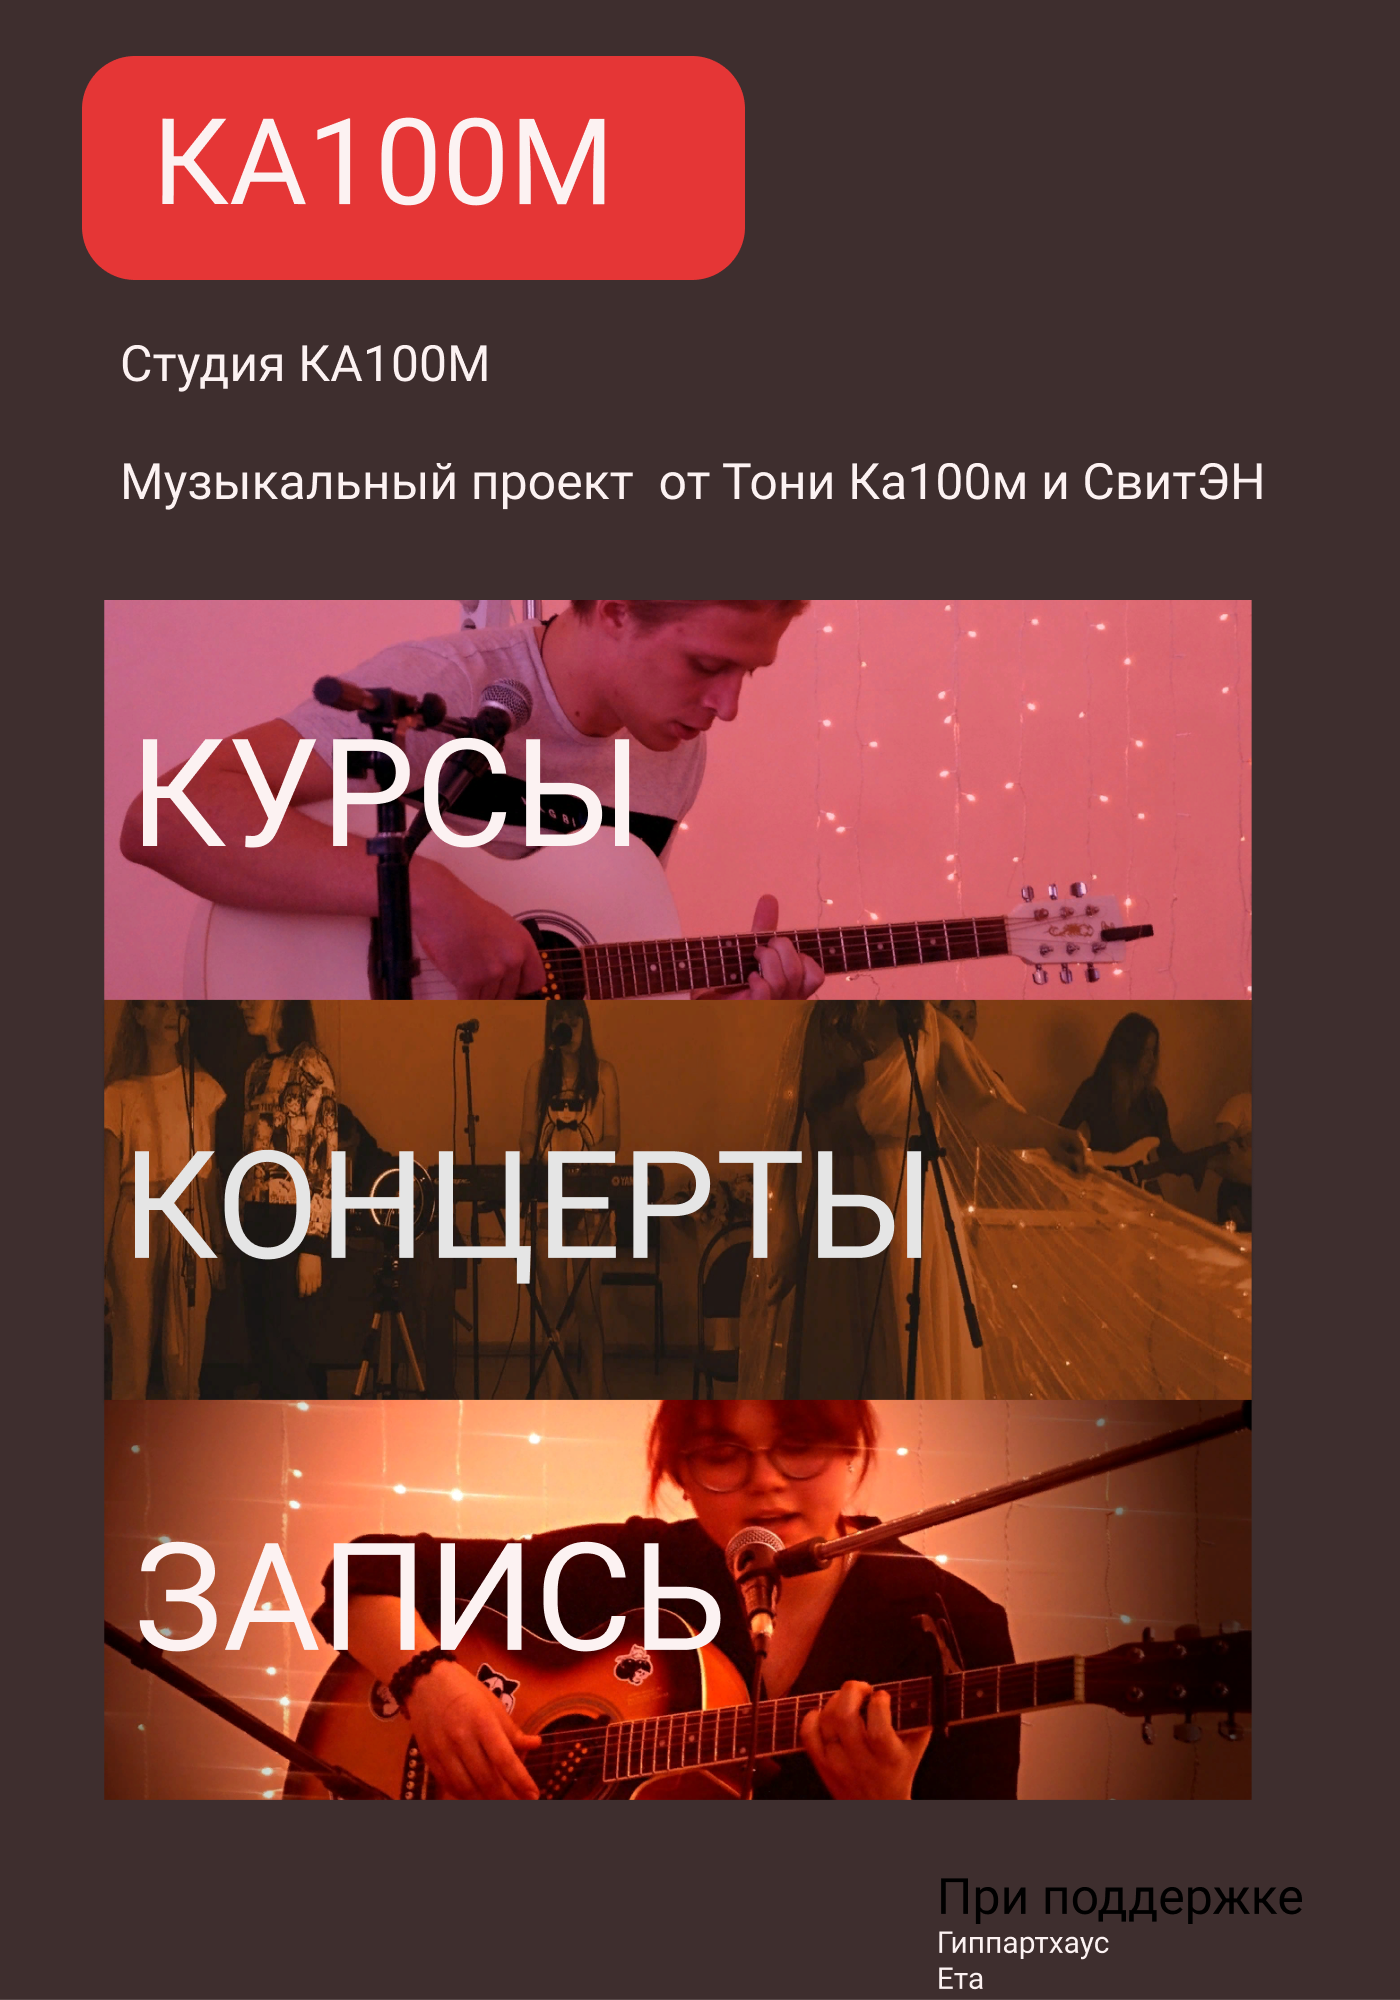 КА100М
Студия КА100М
Музыкальный проект от Тони Ка100м и СвитЭН
КУРСЫ
КОНЦЕРТЫ
ЗАПИСЬ
При поддержке
Гиппартхаус
Ета